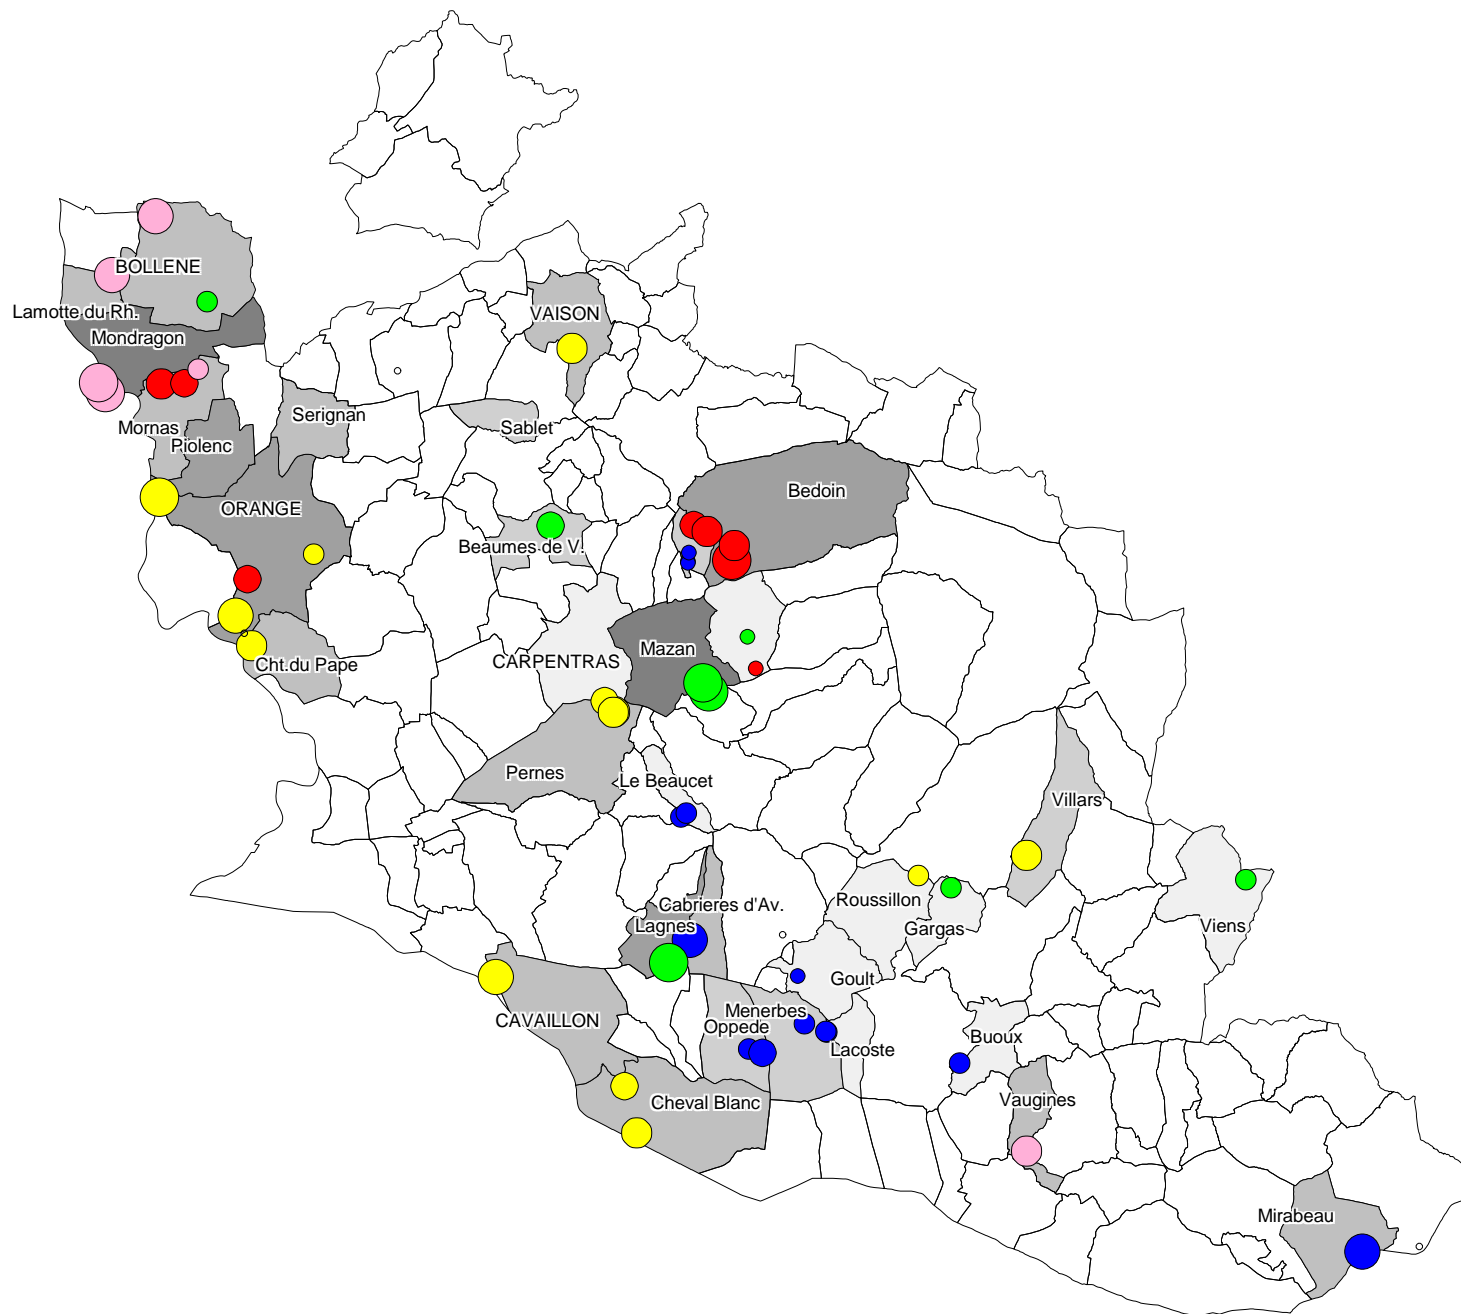 BOLLENE
Lamotte du Rh.
VAISON
Mondragon
Serignan
Mornas
Sablet
Piolenc
Bedoin
ORANGE
Beaumes de V.
Mazan
CARPENTRAS
Cht.du Pape
Pernes
Le Beaucet
Villars
Roussillon
Cabrieres d'Av.
Lagnes
Gargas
Viens
Goult
Menerbes
CAVAILLON
Oppede
Buoux
Lacoste
Cheval Blanc
Vaugines
Mirabeau